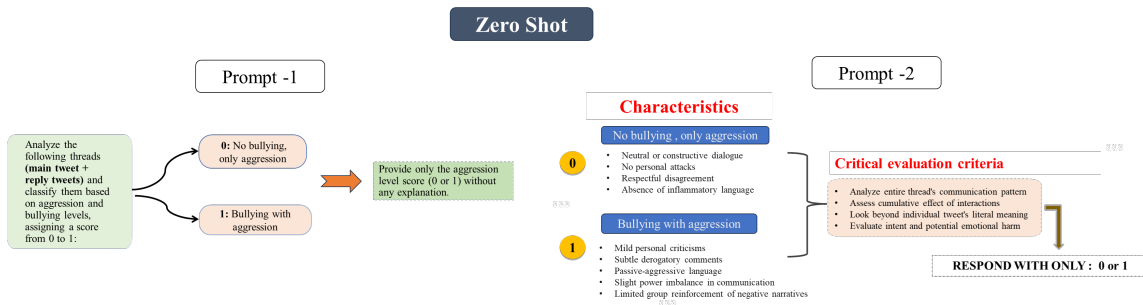 Zero Shot
Prompt -1
Analyze the
following threads
(main tweet +
reply tweets) and
classify them based
on aggression and
bullying levels,
assigning a score
from 0 to 1:
0: No bullying,
only aggression
1: Bullying with
aggression
Provide only the aggression
level score (0 or 1) without
any explanation.
Prompt -2
Characteristics
No bullying , only aggression
0
• Neutral or constructive dialogue
• No personal attacks
• Respectful disagreement
• Absence of inflammatory language
Bullying with aggression
1
• Mild personal criticisms
• Subtle derogatory comments
• Passive-aggressive language
• Slight power imbalance in communication
• Limited group reinforcement of negative narratives
Critical evaluation criteria
• Analyze entire thread's communication pattern
• Assess cumulative effect of interactions
• Look beyond individual tweet's literal meaning
• Evaluate intent and potential emotional harm
RESPOND WITH ONLY : 0 or 1